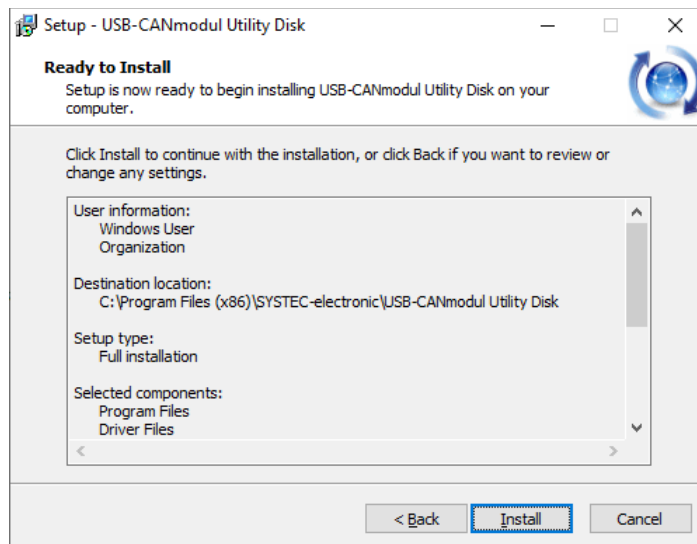 Setup - USB-CANmodul Utility Disk
Ready to Install
Setup is now ready to begin installing USB-CANmodul Utility Disk on your
computer.
Click Install to continue with the installation, or click Back if you want to review or
change any settings.
User information:
Windows User
Organization
Destination location:
C:\Program Files (x86)\SYSTEC-electronic\USB-CANmodul Utility Disk
Setup type:
Full installation
Selected components:
Program Files
Driver Files
< Back
Install
Cancel